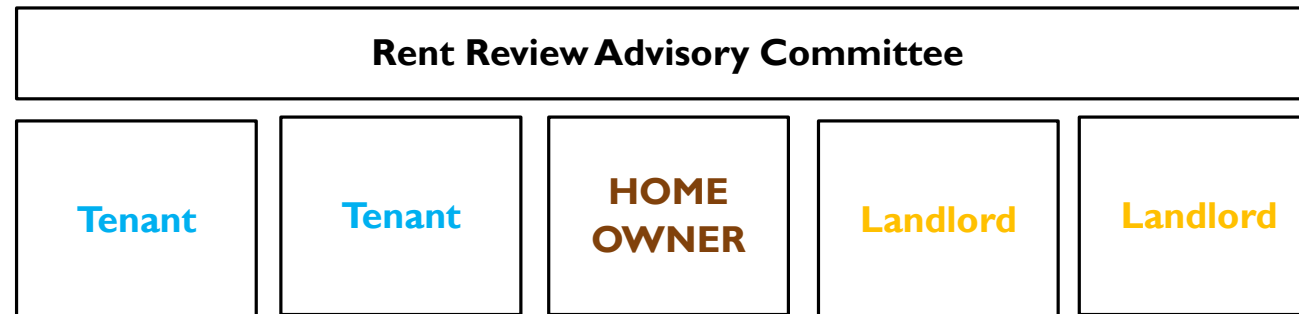 Rent Review Advisory Committee
Tenant
Tenant
HOME
OWNER
Landlord
Landlord